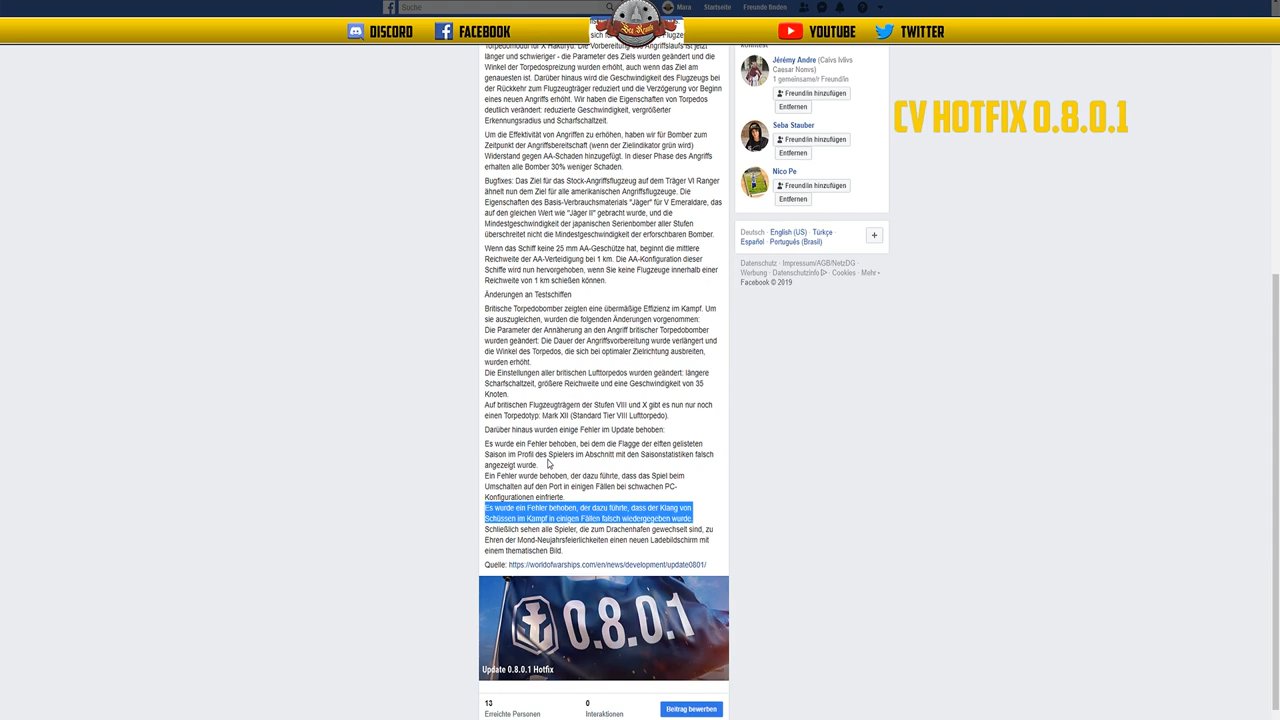 Suche
Mara
Startseite
Freunde finden
DISCORD
FACEBOOK
YOUTUBE
TWITTER
CV HOTFIX 0.8.0.1
länger und schwieriger - die Parameter des Ziels wurden geändert und die
Winkel der Torpedospreizung wurden erhöht, auch wenn das Ziel am
genauesten ist. Darüber hinaus wird die Geschwindigkeit des Flugzeugs bei
der Rückkehr zum Flugzeugträger reduziert und die Verzögerung vor Beginn
eines neuen Angriffs erhöht. Wir haben die Eigenschaften von Torpedos
deutlich verändert: reduzierte Geschwindigkeit, vergrößerter
Erkennungsradius und Scharfschaltzeit.
Um die Effektivität von Angriffen zu erhöhen, haben wir für Bomber zum
Zeitpunkt der Angriffsbereitschaft (wenn der Zielindikator grün wird)
Widerstand gegen AA-Schaden hinzugefügt. In dieser Phase des Angriffs
erhalten alle Bomber 30% weniger Schaden.
Bugfixes: Das Ziel für das Stock-Angriffsflugzeug auf dem Träger VI Ranger
ähnelt nun dem Ziel für alle amerikanischen Angriffsflugzeuge. Die
Eigenschaften des Basis-Verbrauchsmaterials "Jäger" für V Emeraldare, das
auf den gleichen Wert wie "Jäger II" gebracht wurde, und die
Mindestgeschwindigkeit der japanischen Serienbomber aller Stufen
überschreitet nicht die Mindestgeschwindigkeit der erforschbaren Bomber.
Wenn das Schiff keine 25 mm AA-Geschütze hat, beginnt die mittlere
Reichweite der AA-Verteidigung bei 1 km. Die AA-Konfiguration dieser
Schiffe wird nun hervorgehoben, wenn Sie keine Flugzeuge innerhalb einer
Reichweite von 1 km schießen können.
Änderungen an Testschiffen
Britische Torpedobomber zeigten eine übermäßige Effizienz im Kampf. Um
sie auszugleichen, wurden die folgenden Änderungen vorgenommen:
Die Parameter der Annäherung an den Angriff britischer Torpedobomber
wurden geändert: Die Dauer der Angriffsvorbereitung wurde verlängert und
die Winkel des Torpedos, die sich bei optimaler Zielrichtung ausbreiten,
wurden erhöht.
Die Einstellungen aller britischen Lufttorpedos wurden geändert: längere
Scharfschaltzeit, größere Reichweite und eine Geschwindigkeit von 35
Knoten.
Auf britischen Flugzeugträgern der Stufen VIII und X gibt es nun nur noch
einen Torpedotyp: Mark XII (Standard Tier VIII Lufttorpedo).
Darüber hinaus wurden einige Fehler im Update behoben:
Es wurde ein Fehler behoben, bei dem die Flagge der elften gelisteten
Saison im Profil des Spielers im Abschnitt mit den Saisonstatistiken falsch
angezeigt wurde.
Ein Fehler wurde behoben, der dazu führte, dass das Spiel beim
Umschalten auf den Port in einigen Fällen bei schwachen PC-
Konfigurationen einfrierte.
Es wurde ein Fehler behoben, der dazu führte, dass der Klang von
Schüssen im Kampf in einigen Fällen falsch wiedergegeben wurde.
Schließlich sehen alle Spieler, die zum Drachenhafen gewechselt sind, zu
Ehren der Mond-Neujahrsfeierlichkeiten einen neuen Ladebildschirm mit
einem thematischen Bild.
Quelle: https://worldofwarships.com/en/news/development/update0801/
0.8.0.1
Update 0.8.0.1 Hotfix
13
Erreichte Personen
0
Interaktionen
Beitrag bewerben
Jérémy Andre (Caïvs Ivlivs
Caesar Nomvs)
1 gemeinsame/r Freund/in
Freund/in hinzufügen
Entfernen
Seba Stauber
Freund/in hinzufügen
Entfernen
Nico Pe
Freund/in hinzufügen
Entfernen
Deutsch · English (US) · Türkçe ·
Español · Português (Brasil)
Datenschutz · Impressum/AGB/NetzDG ·
Werbung · Datenschutzinfo · Cookies · Mehr
Facebook © 2019